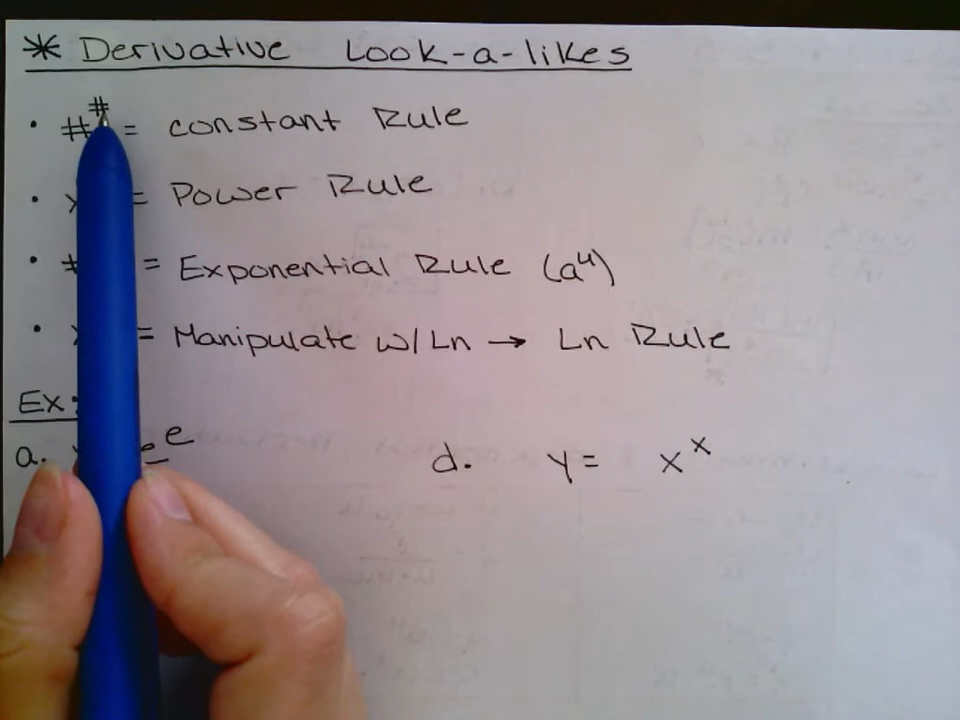 * Derivative Look-a-likes
• #^# = constant Rule
• = Power Rule
• = Exponential Rule (a^u)
• = Manipulate w/ Ln → Ln Rule
Ex:
a. e^e d. y = x^x